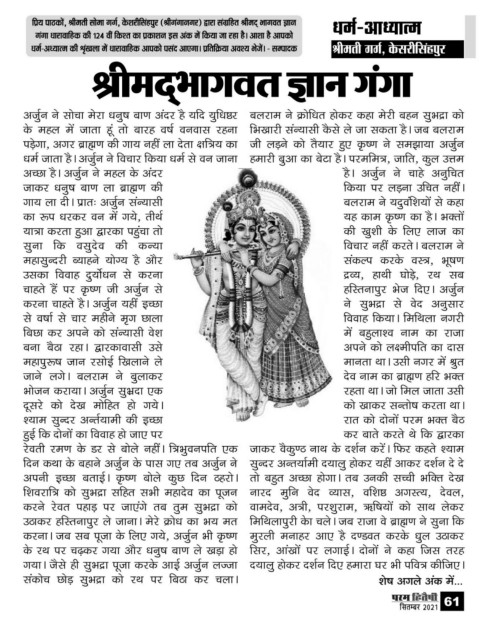 प्रिय पाठकों, श्रीमती सोमा गर्ग, केसरीसिंहपुर (श्रीगंगानगर) द्वारा संग्रहित श्रीमद् भागवत ज्ञान
गंगा धारावाहिक की 124 वीं किश्त का प्रकाशन इस अंक में किया जा रहा है। आशा है आपको
धर्म-अध्यात्म की श्रृंखला में धारावाहिक आपको पसंद आएगा। प्रतिक्रिया अवश्य भेजें। - सम्पादक
धर्म-अध्यात्म
श्रीमती गर्ग, केसरीसिंहपुर
श्रीमद्भागवत ज्ञान गंगा
अर्जुन ने सोचा मेरा धनुष बाण अंदर है यदि युधिष्ठर
के महल में जाता हूं तो बारह वर्ष वनवास रहना
पड़ेगा, अगर ब्राह्मण की गाय नहीं ला देता क्षत्रिय का
धर्म जाता है। अर्जुन ने विचार किया धर्म से वन जाना
अच्छा है। अर्जुन ने महल के अंदर
जाकर धनुष बाण ला ब्राह्मण की
गाय ला दी। प्रातः अर्जुन संन्यासी
का रूप धरकर वन में गये, तीर्थ
यात्रा करता हुआ द्वारका पहुंचा तो
सुना कि वसुदेव की कन्या
महासुन्दरी ब्याहने योग्य है और
उसका विवाह दुर्योधन से करना
चाहते हैं पर कृष्ण जी अर्जुन से
करना चाहते है। अर्जुन यहीं इच्छा
से वर्षा से चार महीने मृग छाला
बिछा कर अपने को संन्यासी वेश
बना बैठा रहा। द्वारकावासी उसे
महापुरूष जान रसोई खिलाने ले
जाने लगे। बलराम ने बुलाकर
भोजन कराया। अर्जुन सुभ्रदा एक
दूसरे को देख मोहित हो गये।
श्याम सुन्दर अर्न्तयामी की इच्छा
हुई कि दोनों का विवाह हो जाए पर
रेवती रमण के डर से बोले नहीं। त्रिभुवनपति एक
दिन कथा के बहाने अर्जुन के पास गए तब अर्जुन ने
अपनी इच्छा बताई। कृष्ण बोले कुछ दिन ठहरो।
शिवरात्रि को सुभद्रा सहित सभी महादेव का पूजन
करने रेवत पहाड़ पर जाएंगे तब तुम सुभद्रा को
उठाकर हस्तिनापुर ले जाना। मेरे क्रोध का भय मत
करना। जब सब पूजा के लिए गये, अर्जुन भी कृष्ण
के रथ पर चढ़कर गया और धनुष बाण ले खड़ा हो
गया। जैसे ही सुभद्रा पूजा करके आई अर्जुन लज्जा
संकोच छोड़ सुभद्रा को रथ पर बिठा कर चला।
बलराम ने क्रोधित होकर कहा मेरी बहन सुभद्रा को
भिखारी संन्यासी कैसे ले जा सकता है। जब बलराम
जी लड़ने को तैयार हुए कृष्ण ने समझाया अर्जुन
हमारी बुआ का बेटा है। परममित्र, जाति, कुल उत्तम
है। अर्जुन ने चाहे अनुचित
किया पर लड़ना उचित नहीं।
बलराम ने यदुवंशियों से कहा
यह काम कृष्ण का है। भक्तों
की खुशी के लिए लाज का
विचार नहीं करते। बलराम ने
संकल्प करके वस्त्र, भूषण
द्रव्य, हाथी घोड़े, रथ सब
हस्तिनापुर भेज दिए। अर्जुन
ने सुभद्रा से वेद अनुसार
विवाह किया। मिथिला नगरी
में बहुलाश्व नाम का राजा
अपने को लक्ष्मीपति का दास
मानता था। उसी नगर में श्रुत
देव नाम का ब्राह्मण हरि भक्त
रहता था। जो मिल जाता उसी
को खाकर सन्तोष करता था।
रात को दोनों परम भक्त बैठ
कर बाते करते थे कि द्वारका
जाकर वैकुण्ठ नाथ के दर्शन करें। फिर कहते श्याम
सुन्दर अन्तर्यामी दयालु होकर यहीं आकर दर्शन दे दे
तो बहुत अच्छा होगा। तब उनकी सच्ची भक्ति देख
नारद मुनि वेद व्यास, वशिष्ठ अगस्त्य, देवल,
वामदेव, अत्री, परशुराम, ऋषियों को साथ लेकर
मिथिलापुरी केा चले। जब राजा वे ब्राह्मण ने सुना कि
मुरली मनाहर आए है दण्डवत करके धुल उठाकर
सिर, आंखों पर लगाई। दोनों ने कहा जिस तरह
दयालु होकर दर्शन दिए हमारा घर भी पवित्र कीजिए।
शेष अगले अंक में...
परम हितैषी
सितम्बर 2021
61